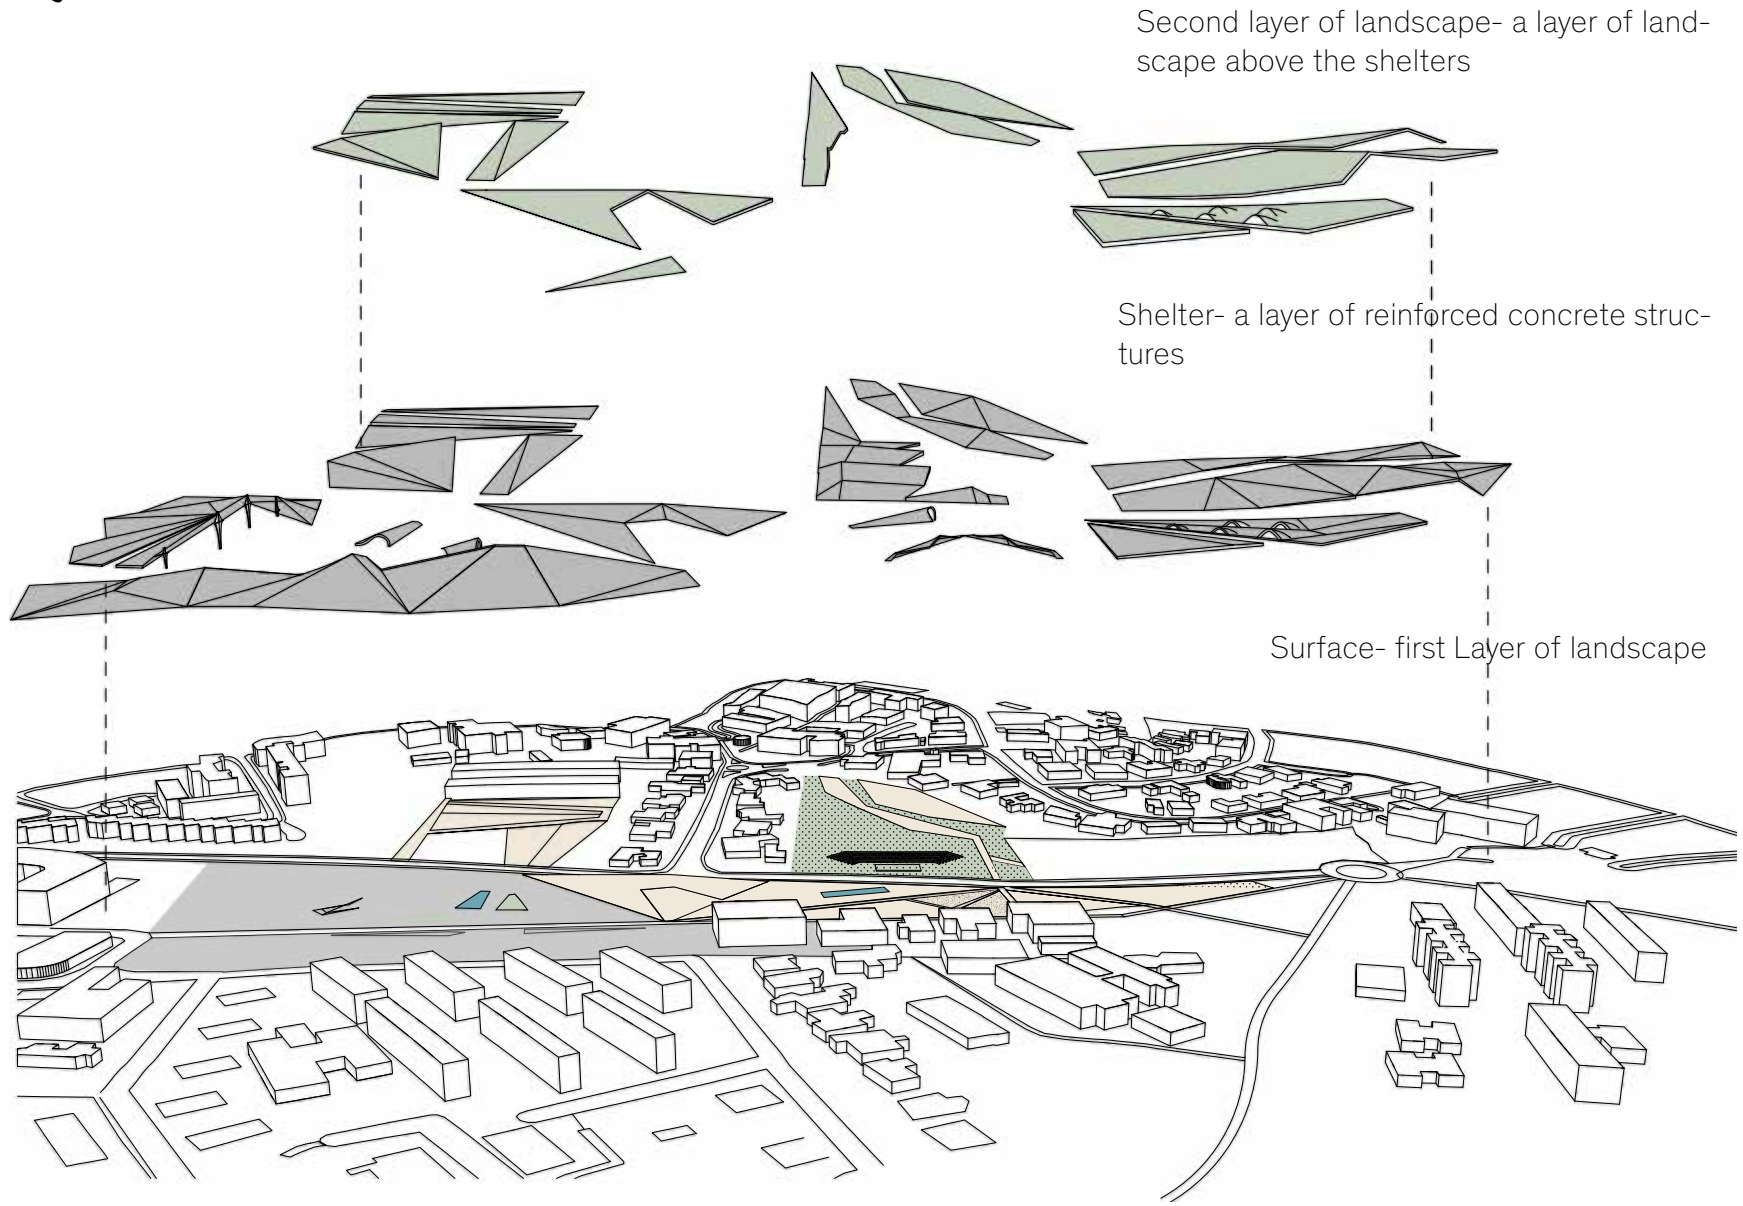 Second layer of landscape- a layer of land-
scape above the shelters
Shelter- a layer of reinforced concrete struc-
tures
Surface- first Layer of landscape